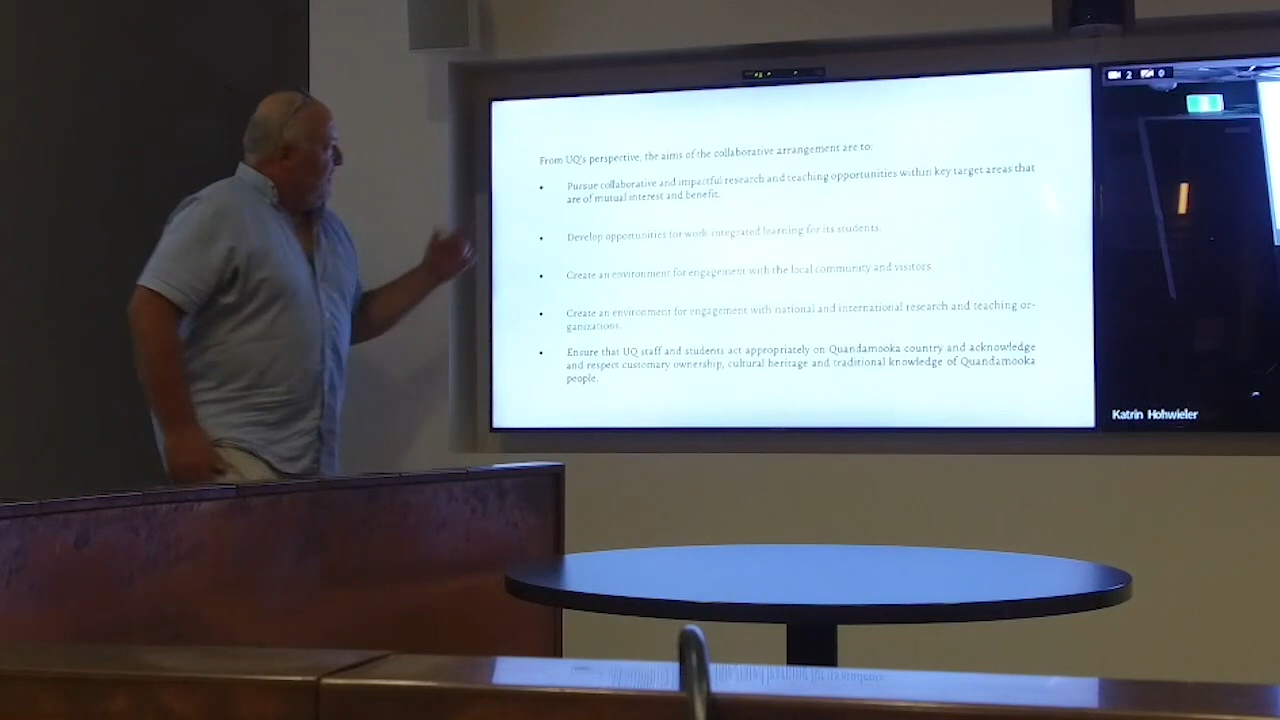 From UQ's perspective, the aims of the collaborative arrangement are to:
• Pursue collaborative and impactful research and teaching opportunities within key target areas that
are of mutual interest and benefit.
• Develop opportunities for work-integrated learning for its students.
• Create an environment for engagement with the local community and visitors.
• Create an environment for engagement with national and international research and teaching or-
ganizations.
• Ensure that UQ staff and students act appropriately on Quandamooka country and acknowledge
and respect customary ownership, cultural heritage and traditional knowledge of Quandamooka
people.
2 0
Katrin Hohwieler